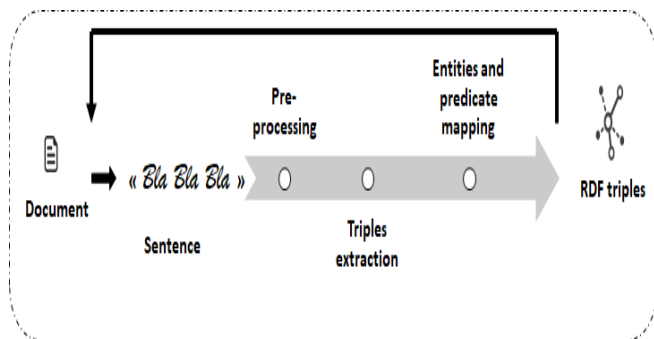 Document
« Bla Bla Bla »
Sentence
Pre-
processing
Triples
extraction
Entities and
predicate
mapping
RDF triples